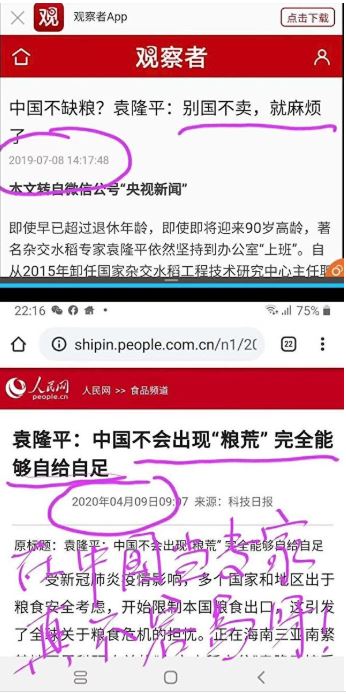 观
观察者App
点击下载
观察者
中国不缺粮?袁隆平:别国不卖,就麻烦
了
2019-07-08 14:17:48
本文转自微信公号“央视新闻”
即使早已超过退休年龄,即使即将迎来90岁高龄,著
名杂交水稻专家袁隆平依然坚持到办公室“上班”。自
从2015年卸任国家杂交水稻工程技术研究中心主任
22:16
75%
shipin.people.com.cn/n1/20
22
人民网
people.cn
人民网 >> 食品频道
袁隆平:中国不会出现“粮荒” 完全能
够自给自足
2020年04月09日09:07 来源:科技日报
原标题:袁隆平:中国不会出现“粮荒” 完全能够自给自足
受新冠肺炎疫情影响,多个国家和地区出于
粮食安全考虑,开始限制本国粮食出口,这引发
了全球关于粮食危机的担忧。正在海南三亚南繁
在中国当专家
真不容易啊!